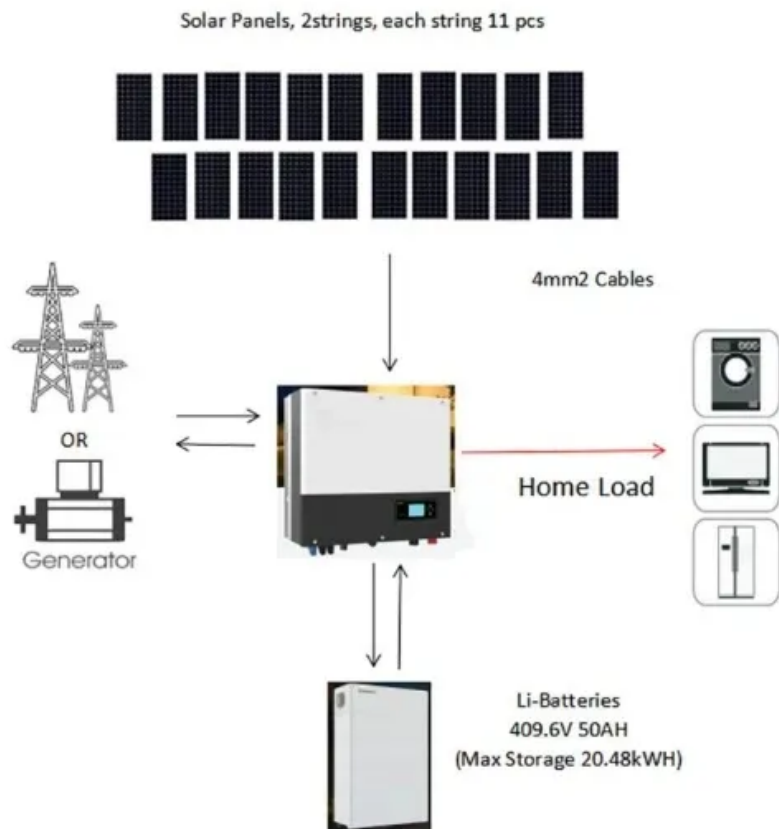 Solar Panels, 2strings, each string 11 pcs
4mm2 Cables
OR
Generator
Home Load
Li-Batteries
409.6V 50AH
(Max Storage 20.48kWH)